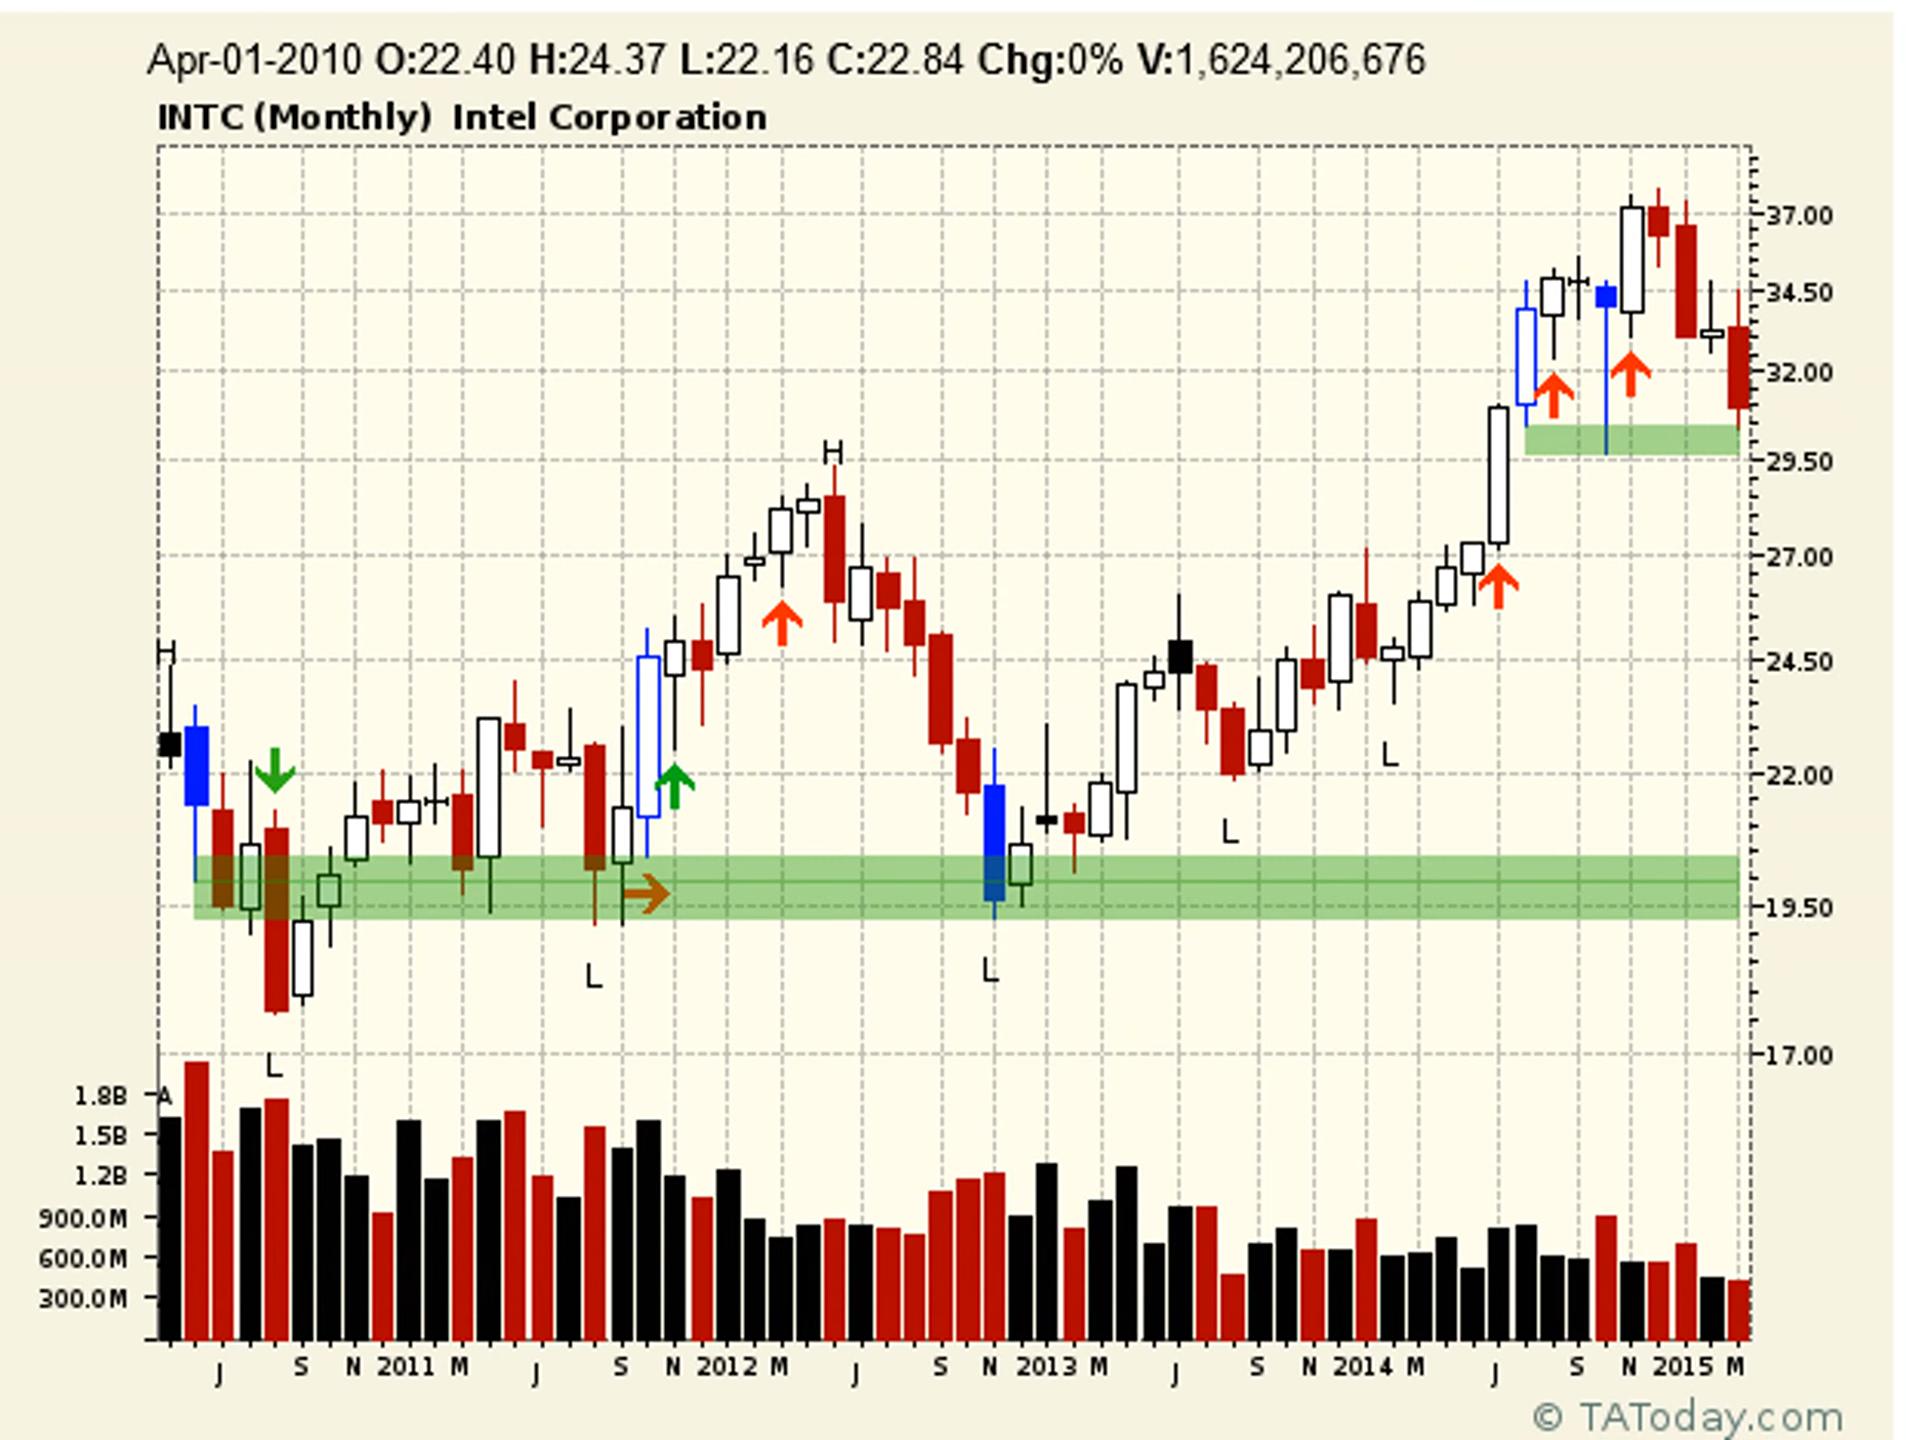 Apr-01-2010 O:22.40 H:24.37 L:22.16 C:22.84 Chg:0% V:1,624,206,676
INTC (Monthly) Intel Corporation
37.00
34.50
32.00
29.50
H
27.00
H
24.50
L
22.00
L
19.50
L
L
17.00
L
1.8B
A
1.5B
1.2B
900.0M
600.0M
300.0M
J S N 2011 M J S N 2012 M J S N 2013 M J S N 2014 M J S N 2015 M
© TAToday.com